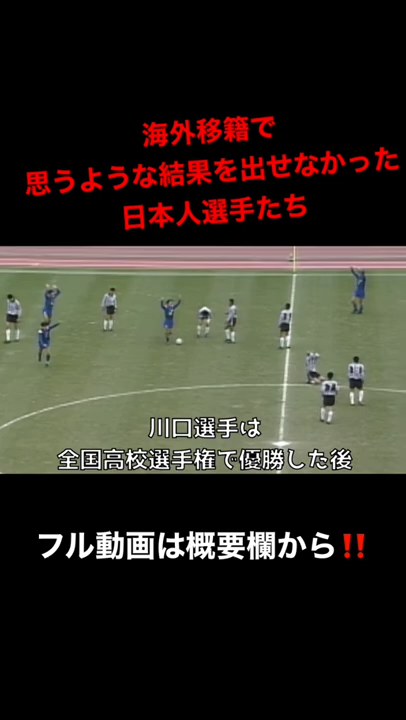 海外移籍で
思うような結果を出せなかった
日本人選手たち
川口選手は
全国高校選手権で優勝した後
フル動画は概要欄から‼️